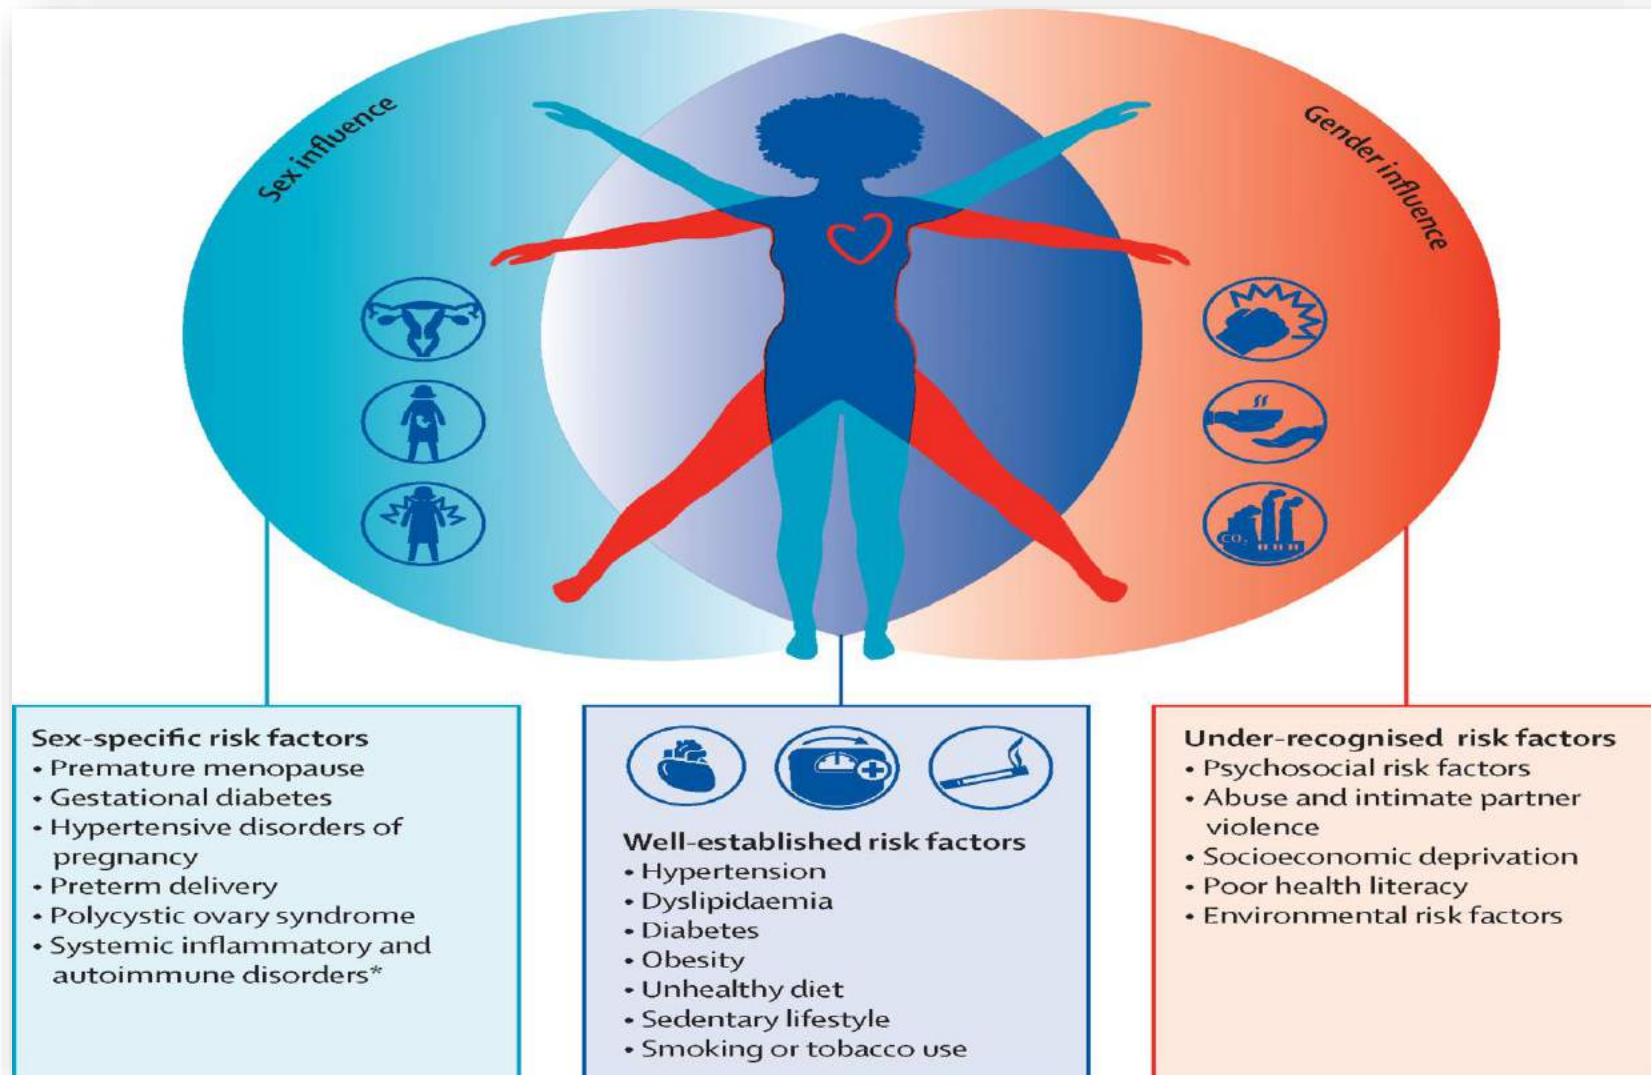 Sex influence
Gender influence
CO₂
Sex-specific risk factors
• Premature menopause
• Gestational diabetes
• Hypertensive disorders of
pregnancy
• Preterm delivery
• Polycystic ovary syndrome
• Systemic inflammatory and
autoimmune disorders*
Well-established risk factors
• Hypertension
• Dyslipidaemia
• Diabetes
• Obesity
• Unhealthy diet
• Sedentary lifestyle
• Smoking or tobacco use
Under-recognised risk factors
• Psychosocial risk factors
• Abuse and intimate partner
violence
• Socioeconomic deprivation
• Poor health literacy
• Environmental risk factors